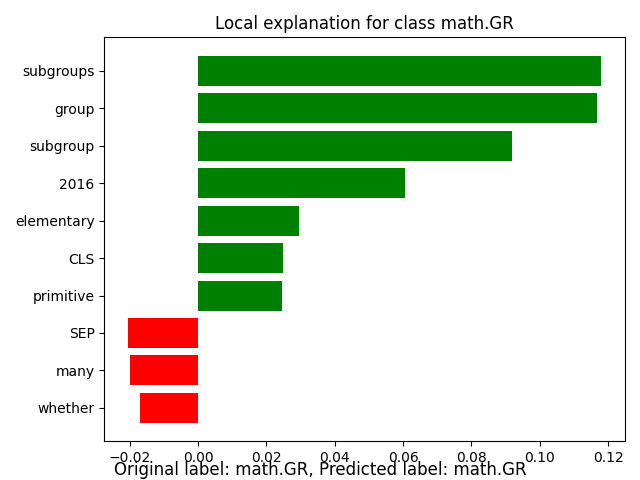 Local explanation for class math.GR
subgroups
group
subgroup
2016
elementary
CLS
primitive
SEP
many
whether
−0.02 0.00 0.02 0.04 0.06 0.08 0.10 0.12
Original label: math.GR, Predicted label: math.GR